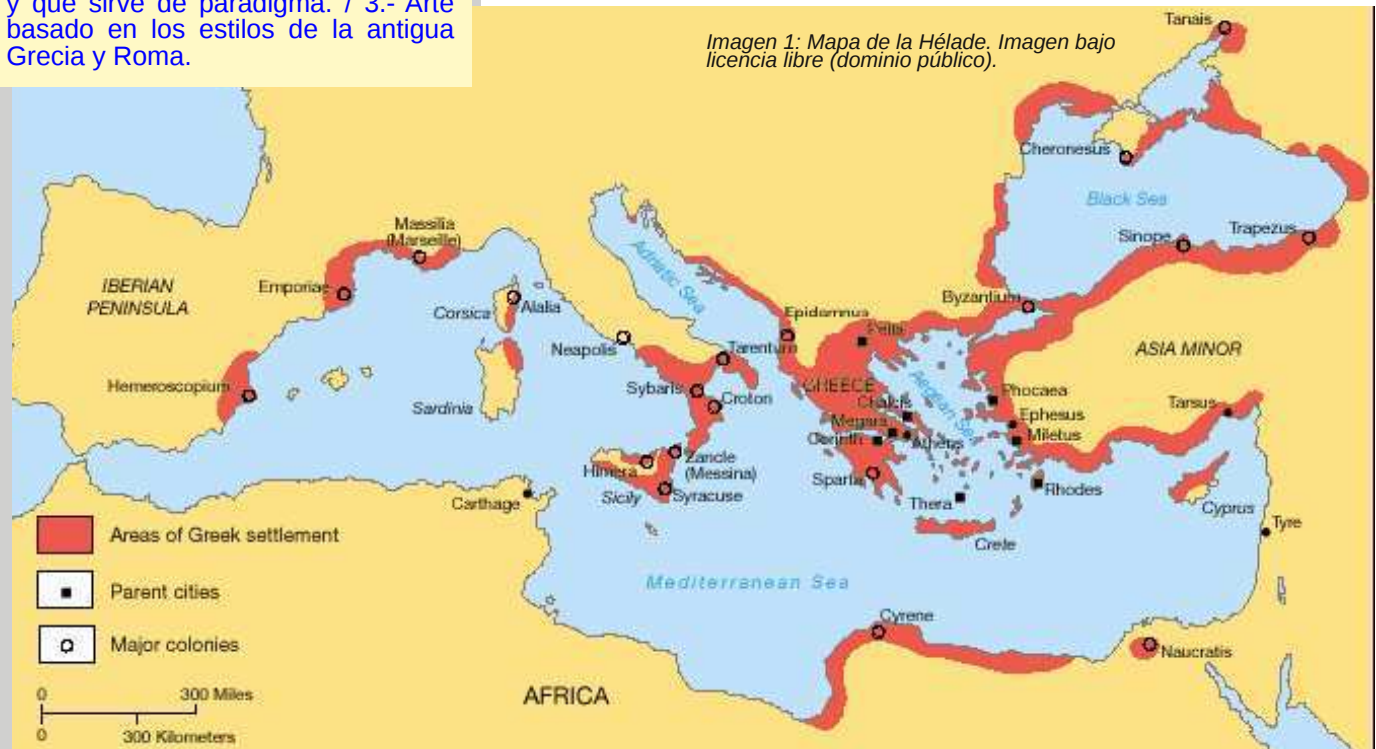 y que sirve de paradigma. / 3.- Arte
basado en los estilos de la antigua
Grecia y Roma.
Imagen 1: Mapa de la Hélade. Imagen bajo
licencia libre (dominio público).
Tanais
Cheronesus
Black Sea
Sinope
Trapezus
Byzantium
Massilia
(Marseille)
IBERIAN
PENINSULA
Emporiae
Corsica
Alalia
Adriatic Sea
Epidamnus
Pella
Neapolis
Tarentum
ASIA MINOR
Hemeroscopium
Sardinia
Sybaris
Croton
GREECE
Aegean Sea
Phocaea
Chalcis
Ephesus
Tarsus
Megara
Miletus
Corinth
Athens
Himera
Zancle
(Messina)
Sparta
Sicily
Syracuse
Thera
Rhodes
Cyprus
Carthage
Tyre
Crete
Areas of Greek settlement
Parent cities
Mediterranean Sea
Cyrene
Major colonies
Naucratis
0
300 Miles
AFRICA
0
300 Kilometers